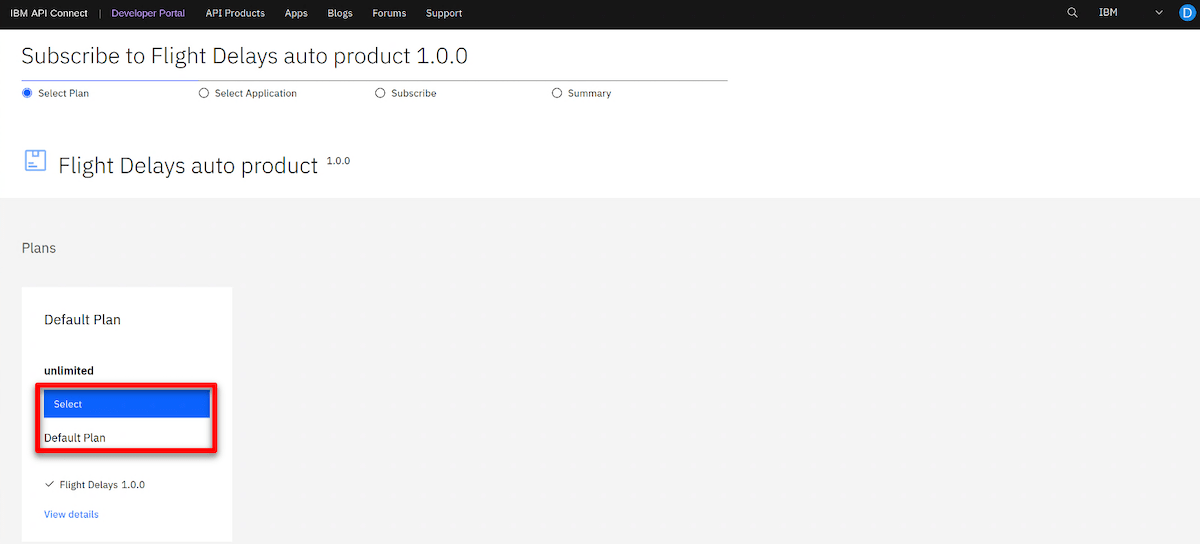 IBM API Connect | Developer Portal API Products Apps Blogs Forums Support IBM D
Subscribe to Flight Delays auto product 1.0.0
Select Plan Select Application Subscribe Summary
Flight Delays auto product 1.0.0
Plans
Default Plan
unlimited
Select
Default Plan
Flight Delays 1.0.0
View details